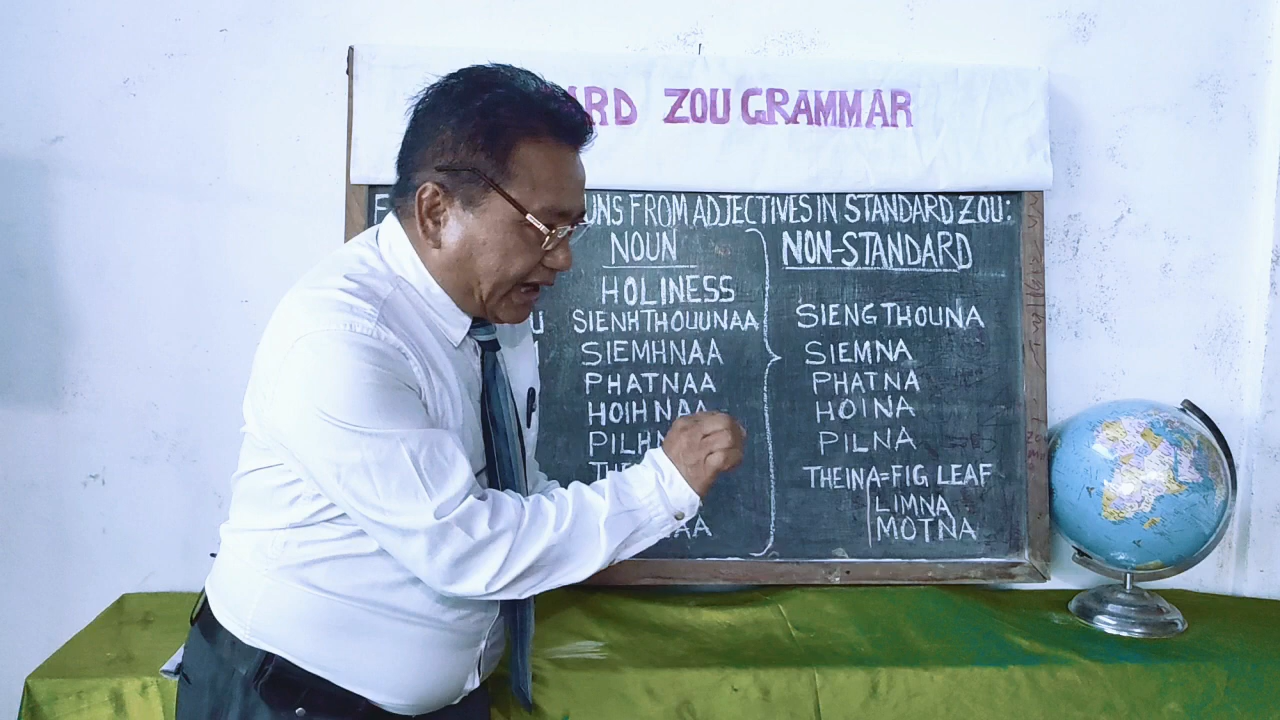 ZOU GRAMMAR
FROM ADJECTIVES IN STANDARD ZOU:
NOUN NON-STANDARD
HOLINESS
SIENHTHOUUNAA SIENGTHOUNA
SIEMHNAA SIEMNA
PHATNAA PHATNA
HOIHNAA HOINA
PILNA
THEINA=FIG LEAF
LIMNA
MOTNA